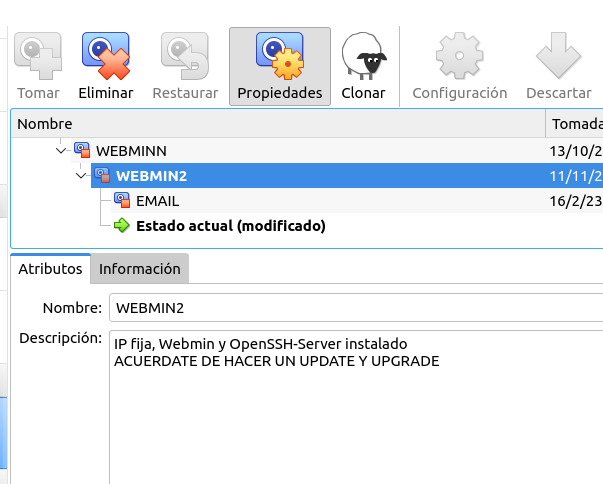 Tomar Eliminar Restaurar Propiedades Clonar Configuración Descartar
Nombre Tomada
WEBMINN 13/10/2
WEBMIN2 11/11/2
EMAIL 16/2/23
Estado actual (modificado)
Atributos Información
Nombre: WEBMIN2
Descripción: IP fija, Webmin y OpenSSH-Server instalado
ACUERDATE DE HACER UN UPDATE Y UPGRADE